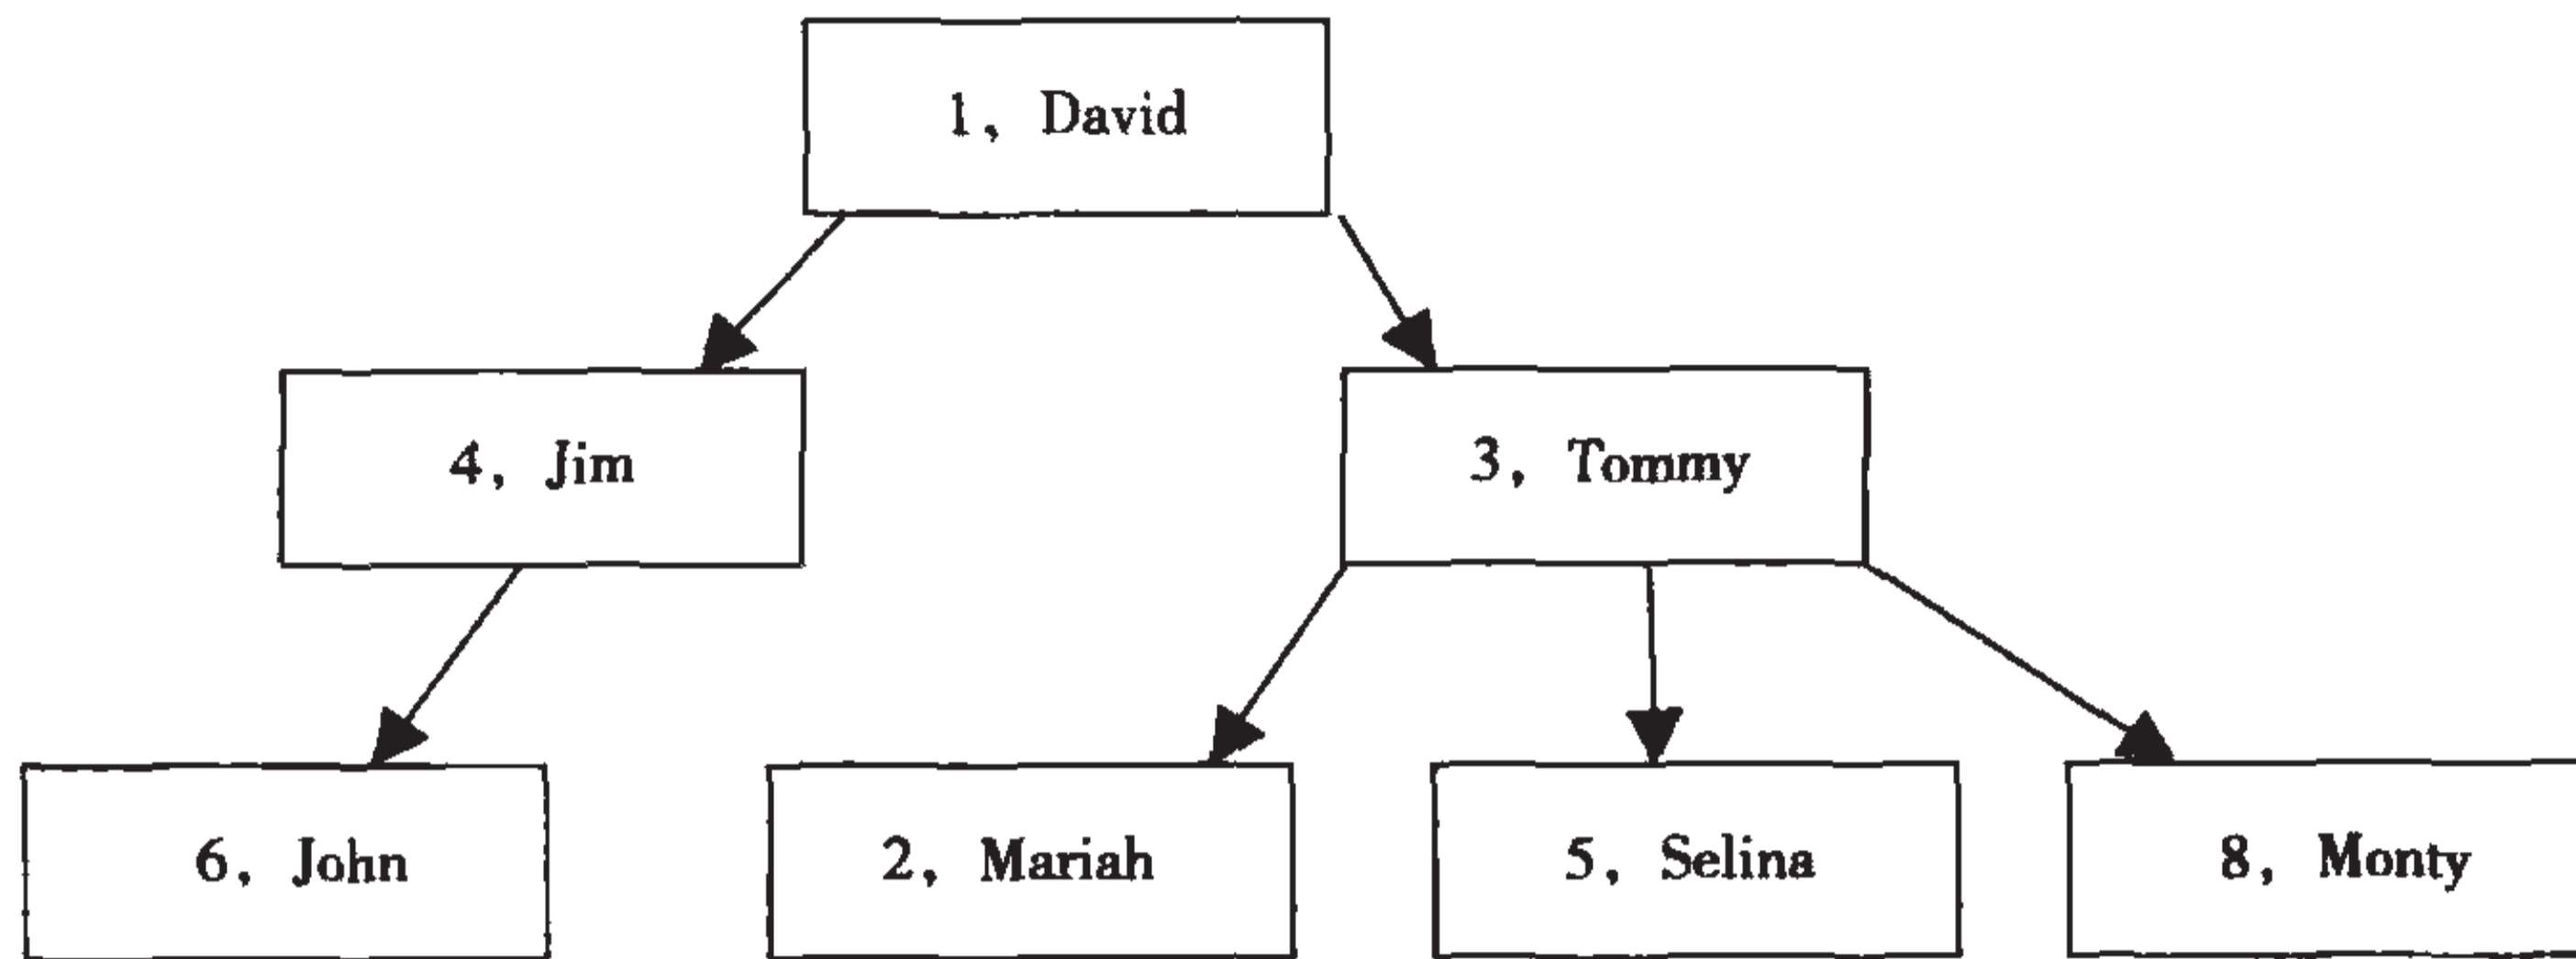 1, David
4, Jim
3, Tommy
6, John
2, Mariah
5, Selina
8, Monty